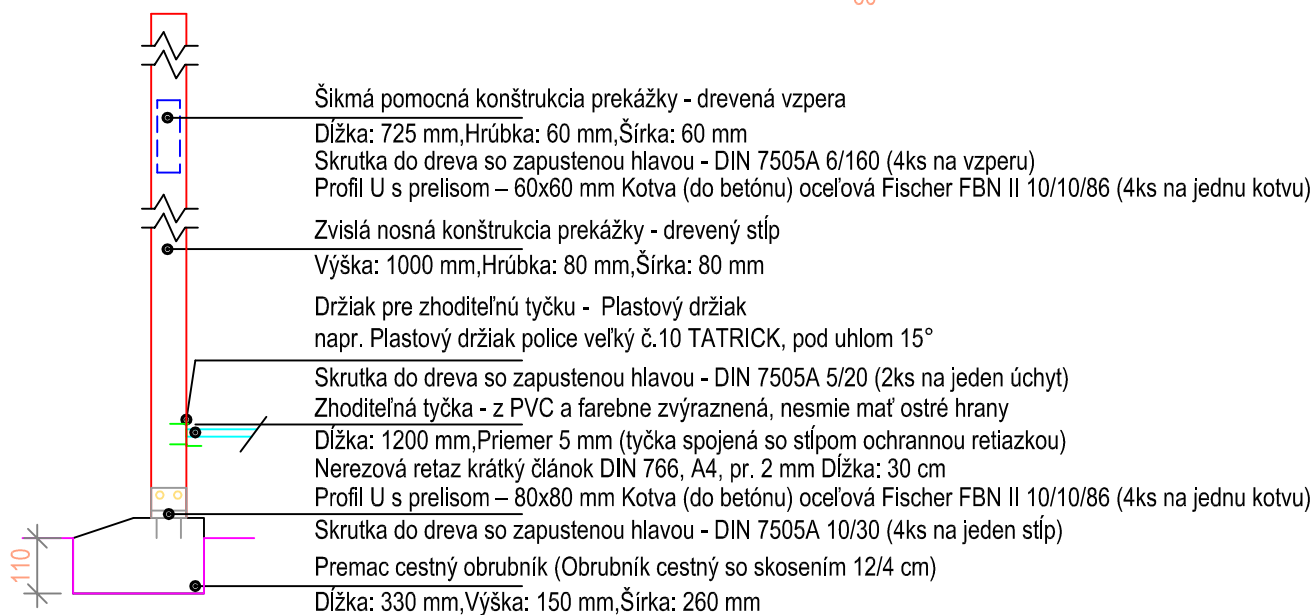 Šikmá pomocná konštrukcia prekážky - drevená vzpera
Dĺžka: 725 mm,Hrúbka: 60 mm,Šírka: 60 mm
Skrutka do dreva so zapustenou hlavou - DIN 7505A 6/160 (4ks na vzperu)
Profil U s prelisom – 60x60 mm Kotva (do betónu) oceľová Fischer FBN II 10/10/86 (4ks na jednu kotvu)
Zvislá nosná konštrukcia prekážky - drevený stĺp
Výška: 1000 mm,Hrúbka: 80 mm,Šírka: 80 mm
Držiak pre zhoditeľnú tyčku - Plastový držiak
napr. Plastový držiak police veľký č.10 TATRICK, pod uhlom 15°
Skrutka do dreva so zapustenou hlavou - DIN 7505A 5/20 (2ks na jeden úchyt)
Zhoditeľná tyčka - z PVC a farebne zvýraznená, nesmie mať ostré hrany
Dĺžka: 1200 mm,Priemer 5 mm (tyčka spojená so stĺpom ochrannou retiazkou)
Nerezová retaz krátký článok DIN 766, A4, pr. 2 mm Dĺžka: 30 cm
Profil U s prelisom – 80x80 mm Kotva (do betónu) oceľová Fischer FBN II 10/10/86 (4ks na jednu kotvu)
Skrutka do dreva so zapustenou hlavou - DIN 7505A 10/30 (4ks na jeden stĺp)
110
Premac cestný obrubník (Obrubník cestný so skosením 12/4 cm)
Dĺžka: 330 mm,Výška: 150 mm,Šírka: 260 mm